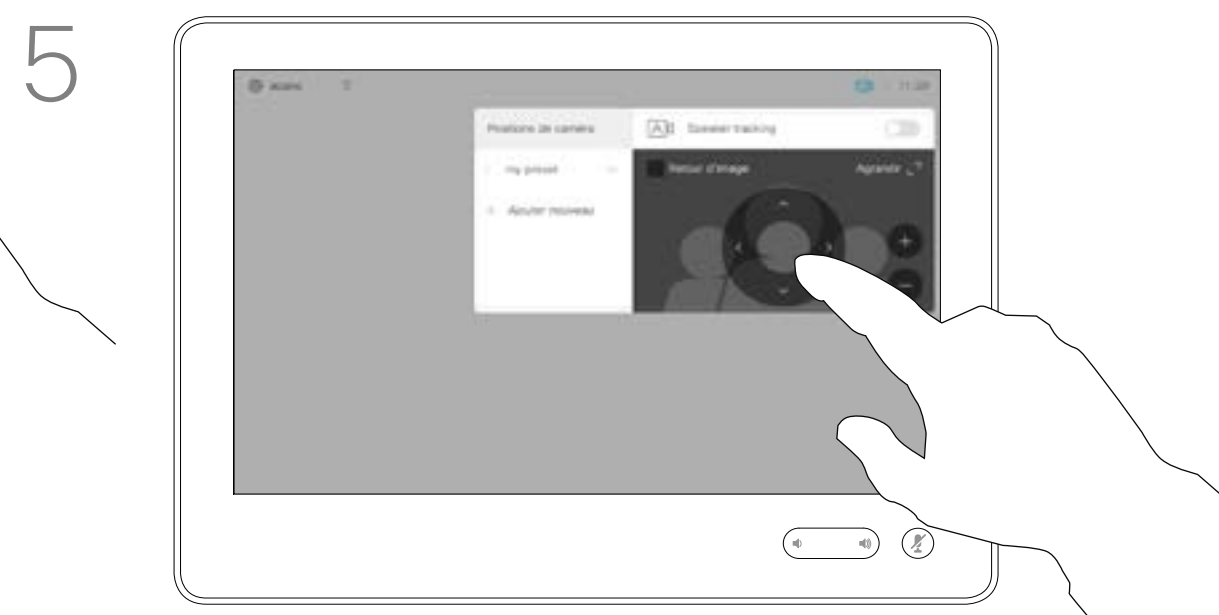 5
Positions de caméra
Speaker tracking
my preset
Retour d'image
Agrandir
+ Ajouter nouveau